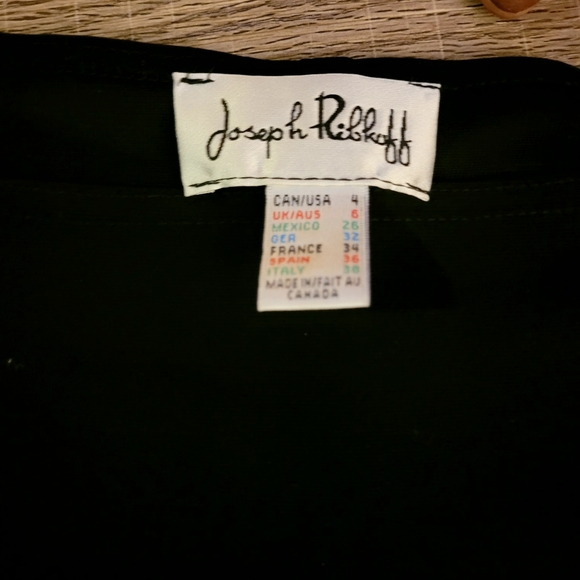 Joseph Ribkoff
CAN/USA 4
UK/AUS 6
MEXICO 26
GER 32
FRANCE 34
SPAIN 36
ITALY 38
MADE IN/FAIT AU
CANADA